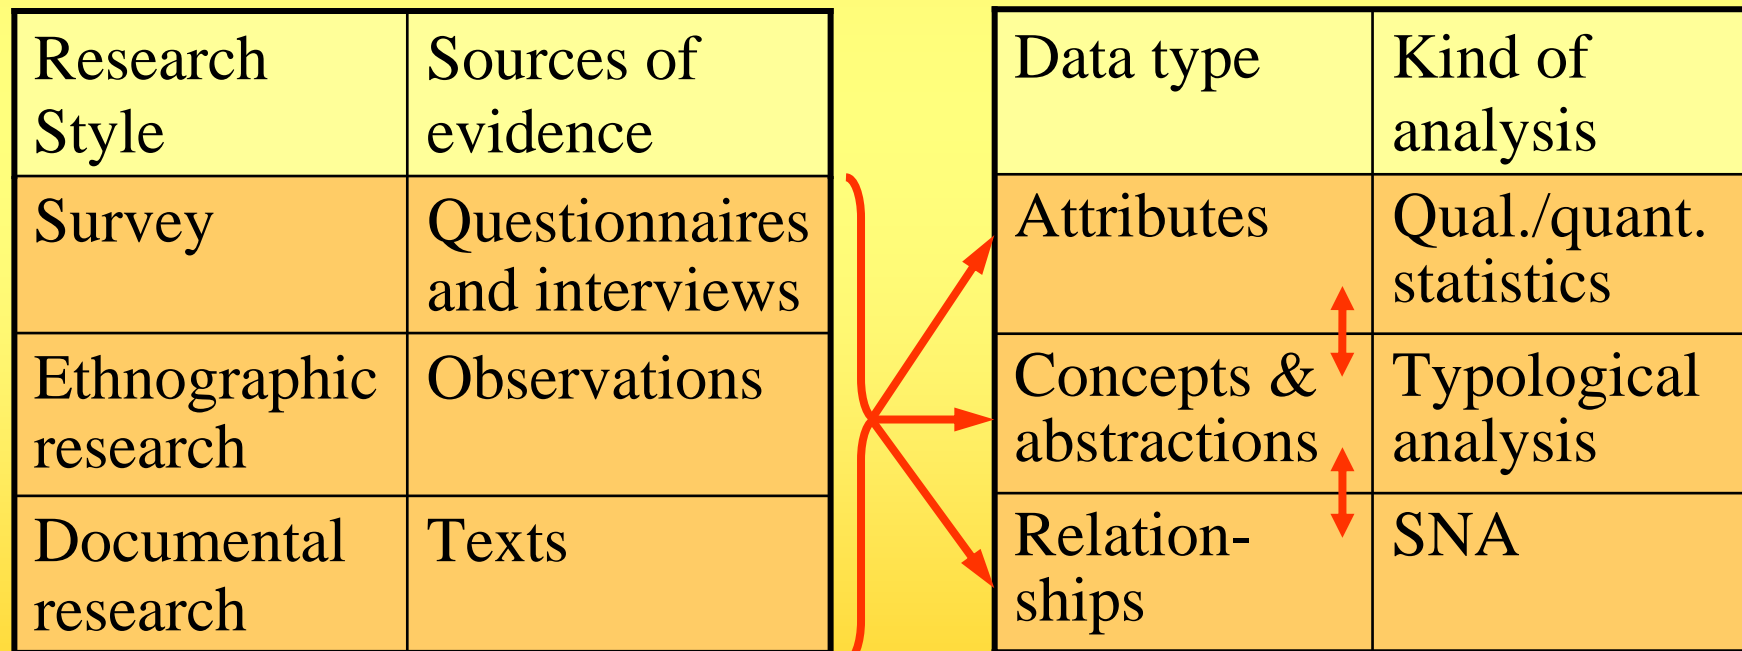 Research
Style
Sources of
evidence
Survey
Questionnaires
and interviews
Ethnographic
research
Observations
Documental
research
Texts
Data type
Kind of
analysis
Attributes
Qual./quant.
statistics
Concepts &
abstractions
Typological
analysis
Relation-
ships
SNA